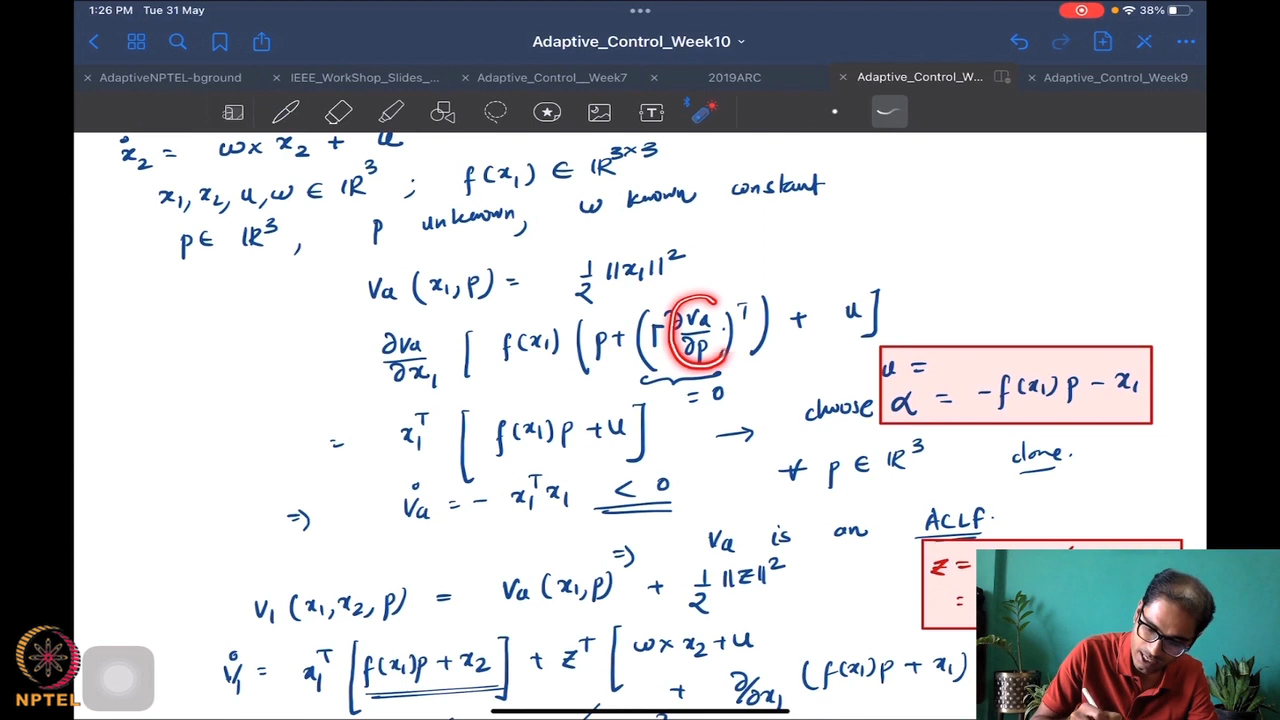 1:26 PM Tue 31 May
38%
Adaptive_Control_Week10
AdaptiveNPTEL-bground
IEEE_WorkShop_Slides_...
Adaptive_Control__Week7
2019ARC
Adaptive_Control_W...
Adaptive_Control_Week9
ẋ₂ = ω × x₂ + u
x₁, x₂, u, ω ∈ ℝ³ ; f(x₁) ∈ ℝ³ˣ³
p ∈ ℝ³, p unknown, ω known constant
Va (x₁, p) = 1/2 ||x₁||²
∂Va/∂x₁ [ f(x₁) ( p + (Γ ∂Va/∂p)ᵀ ) + u ]
= 0
u =
choose α = -f(x₁)p - x₁
= x₁ᵀ [ f(x₁)p + u ] →
∀ p ∈ ℝ³ done.
⇒ V̇a = - x₁ᵀ x₁ < 0
⇒ Va is an ACLF.
z =
=
V₁ (x₁, x₂, p) = Va (x₁, p) + 1/2 ||z||²
V̇₁ = x₁ᵀ [ f(x₁)p + x₂ ] + zᵀ [ ω × x₂ + u
+ ∂/∂x₁ (f(x₁)p + x₁)
NPTEL